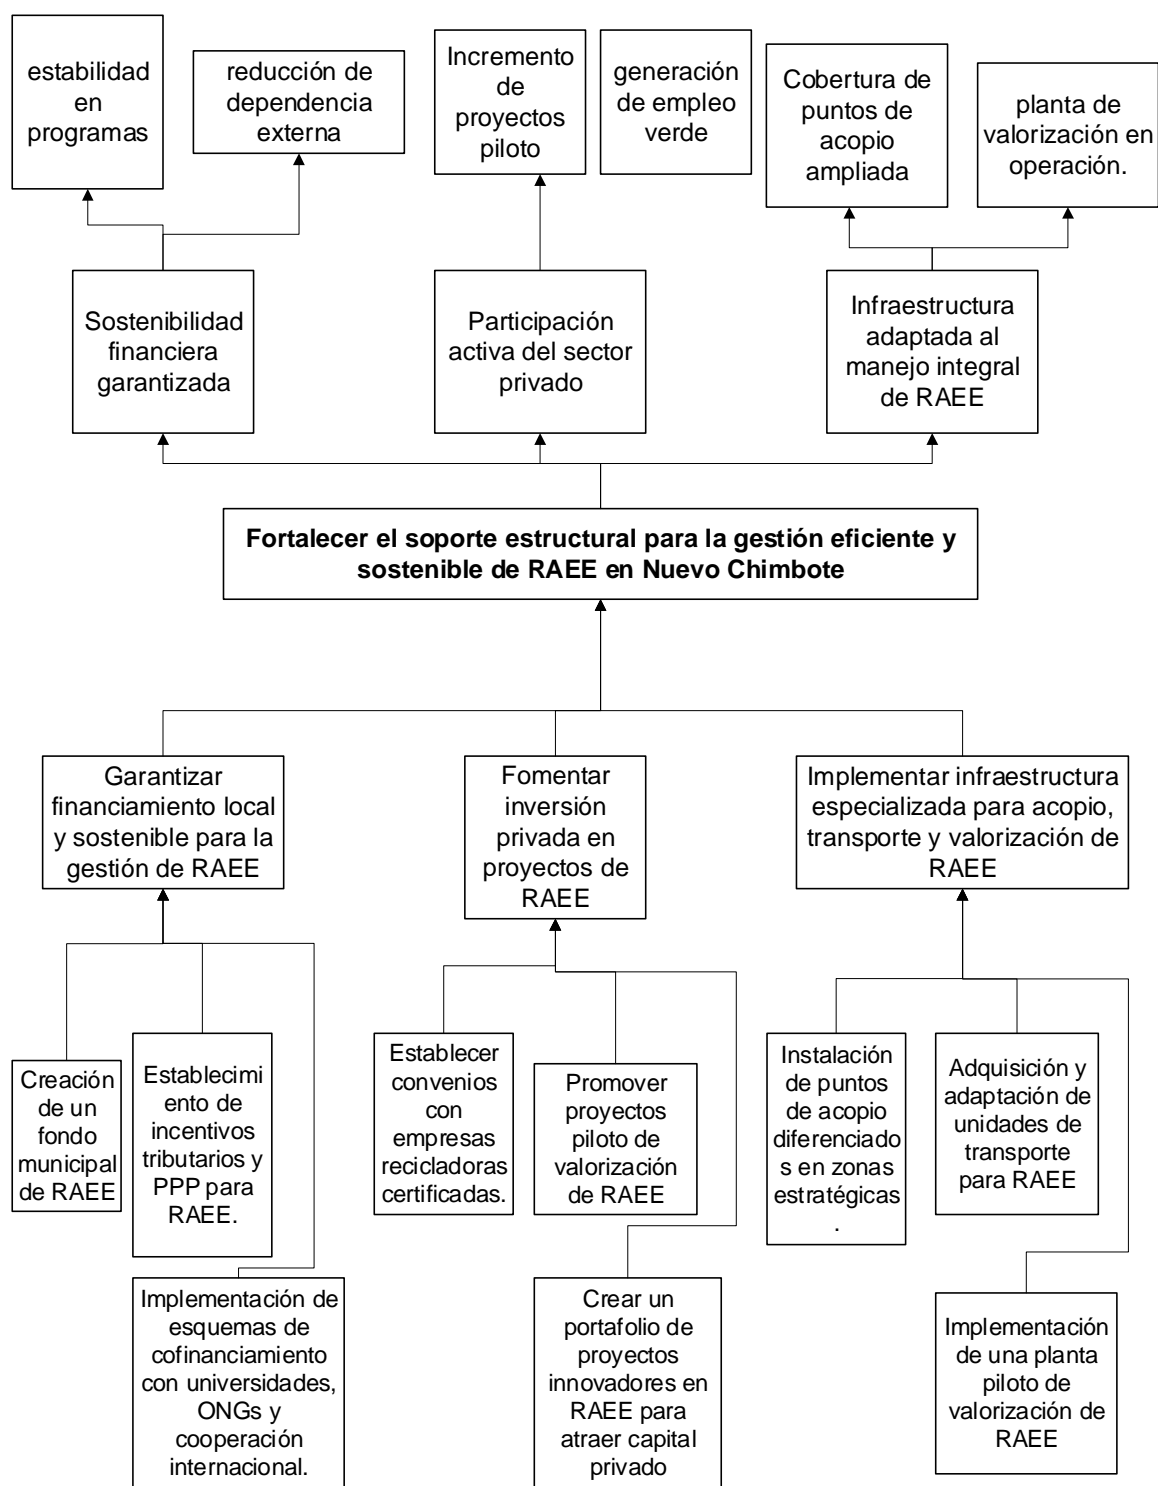 estabilidad
en
programas
reducción de
dependencia
externa
Incremento
de
proyectos
piloto
generación
de empleo
verde
Cobertura de
puntos de
acopio
ampliada
planta de
valorización en
operación.
Sostenibilidad
financiera
garantizada
Participación
activa del sector
privado
Infraestructura
adaptada al
manejo integral
de RAEE
Fortalecer el soporte estructural para la gestión eficiente y
sostenible de RAEE en Nuevo Chimbote
Garantizar
financiamiento local
y sostenible para la
gestión de RAEE
Fomentar
inversión
privada en
proyectos de
RAEE
Implementar infraestructura
especializada para acopio,
transporte y valorización de
RAEE
Creación
de un
fondo
municipal
de RAEE
Establecimi
ento de
incentivos
tributarios y
PPP para
RAEE.
Establecer
convenios
con
empresas
recicladoras
certificadas.
Promover
proyectos
piloto de
valorización
de RAEE
Instalación
de puntos
de acopio
diferenciado
s en zonas
estratégicas
.
Adquisición y
adaptación de
unidades de
transporte
para RAEE
Implementación de
esquemas de
cofinanciamiento
con universidades,
ONGs y
cooperación
internacional.
Crear un
portafolio de
proyectos
innovadores en
RAEE para
atraer capital
privado
Implementación
de una planta
piloto de
valorización de
RAEE